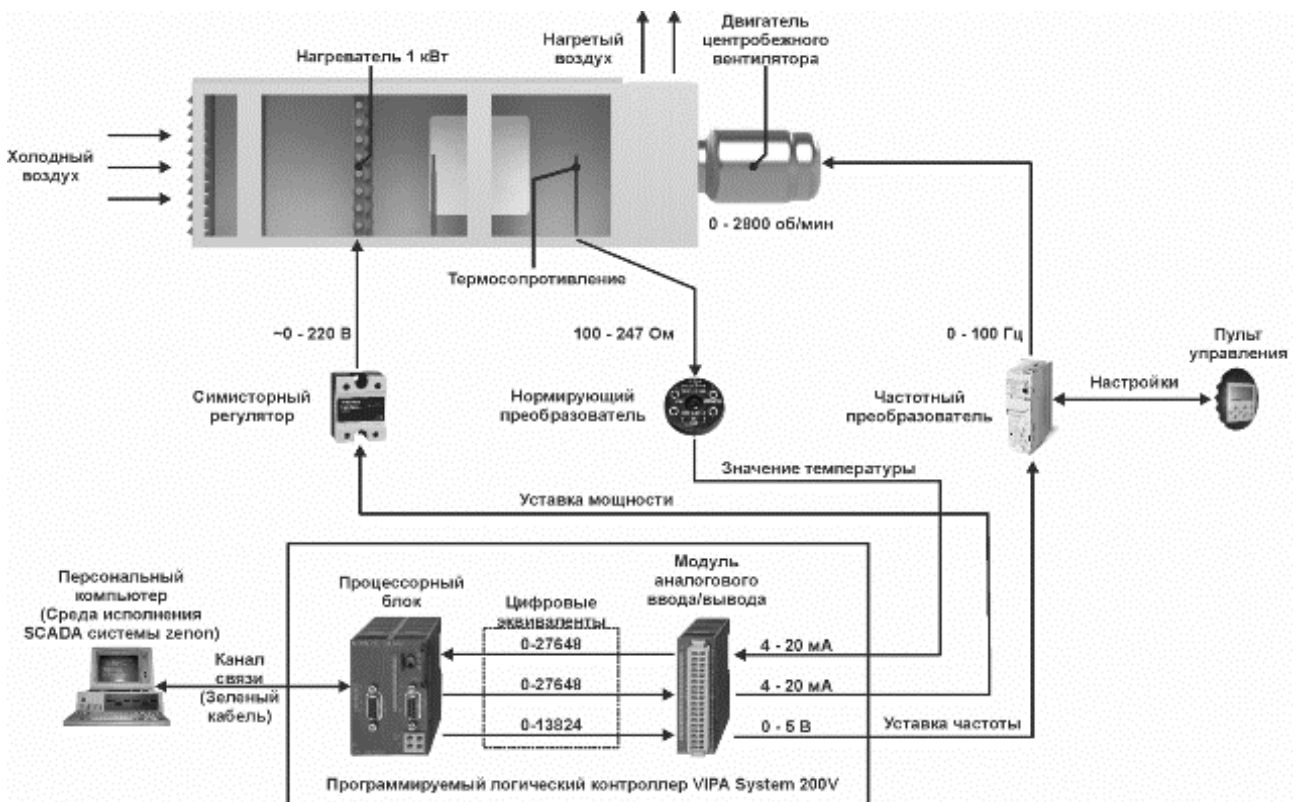 Нагреватель 1 кВт
Нагретый
воздух
Двигатель
центробежного
вентилятора
Холодный
воздух
0 - 2800 об/мин
Термосопротивление
~0 - 220 В
100 - 247 Ом
0 - 100 Гц
Пульт
управления
Симисторный
регулятор
Нормирующий
преобразователь
Частотный
преобразователь
Настройки
Значение температуры
Уставка мощности
Персональный
компьютер
(Среда исполнения
SCADA системы zenon)
Процессорный
блок
Цифровые
эквиваленты
Модуль
аналогового
ввода/вывода
0-27648
4 - 20 мА
Канал
связи
(Зеленый
кабель)
0-27648
4 - 20 мА
0-13824
0 - 5 В
Уставка частоты
Программируемый логический контроллер VIPA System 200V